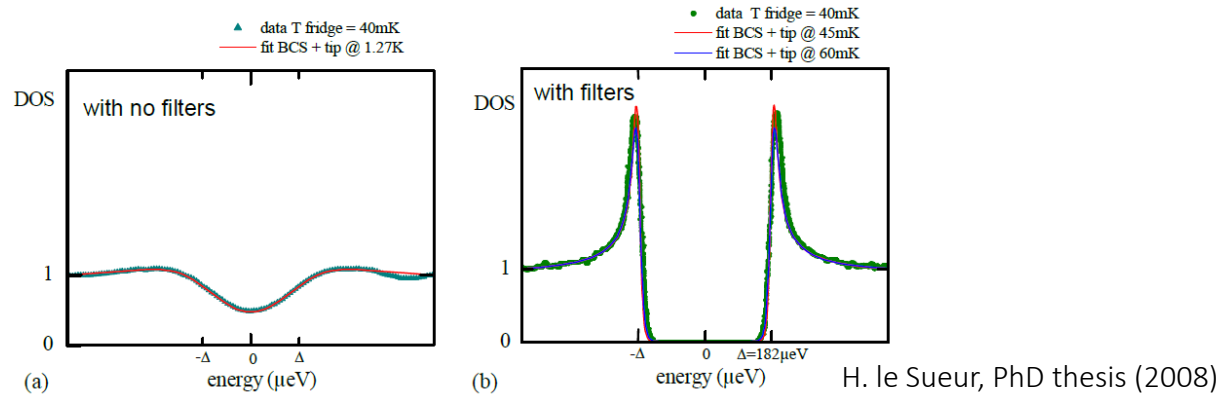 data T fridge = 40mK
fit BCS + tip @ 1.27K
DOS
with no filters
1
0
-Δ
0
Δ
(a)
energy (µeV)
data T fridge = 40mK
fit BCS + tip @ 45mK
fit BCS + tip @ 60mK
DOS
with filters
1
0
-Δ
0
Δ=182µeV
(b)
energy (µeV)
H. le Sueur, PhD thesis (2008)